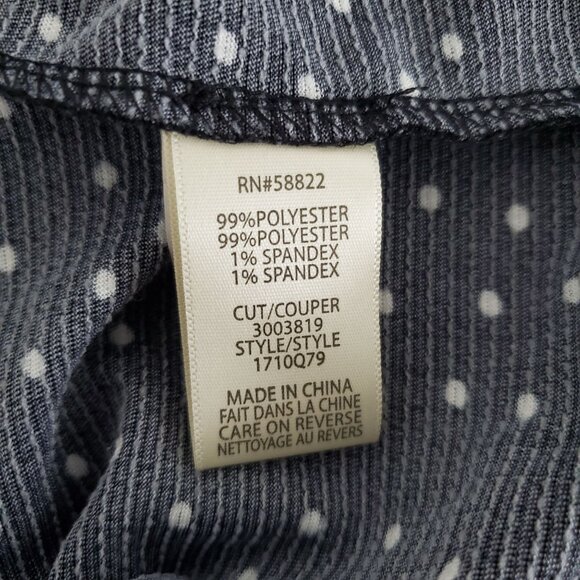 RN#58822
99%POLYESTER
99%POLYESTER
1% SPANDEX
1% SPANDEX
CUT/COUPER
3003819
STYLE/STYLE
1710Q79
MADE IN CHINA
FAIT DANS LA CHINE
CARE ON REVERSE
NETTOYAGE AU REVERS